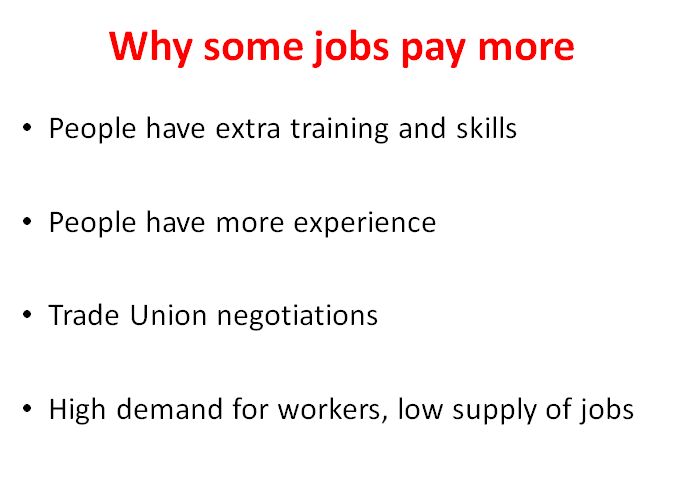 Why some jobs pay more
• People have extra training and skills
• People have more experience
• Trade Union negotiations
• High demand for workers, low supply of jobs